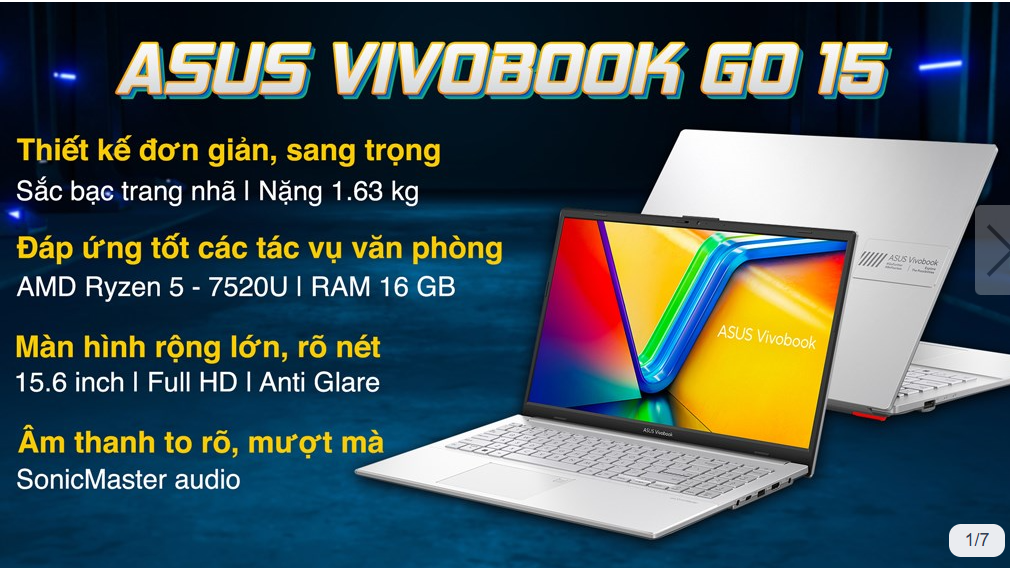 ASUS VIVOBOOK GO 15
Thiết kế đơn giản, sang trọng
Sắc bạc trang nhã | Nặng 1.63 kg
Đáp ứng tốt các tác vụ văn phòng
AMD Ryzen 5 - 7520U | RAM 16 GB
Màn hình rộng lớn, rõ nét
15.6 inch | Full HD | Anti Glare
Âm thanh to rõ, mượt mà
SonicMaster audio
ASUS Vivobook
ASUS Vivobook
ASUS Vivobook
1/7